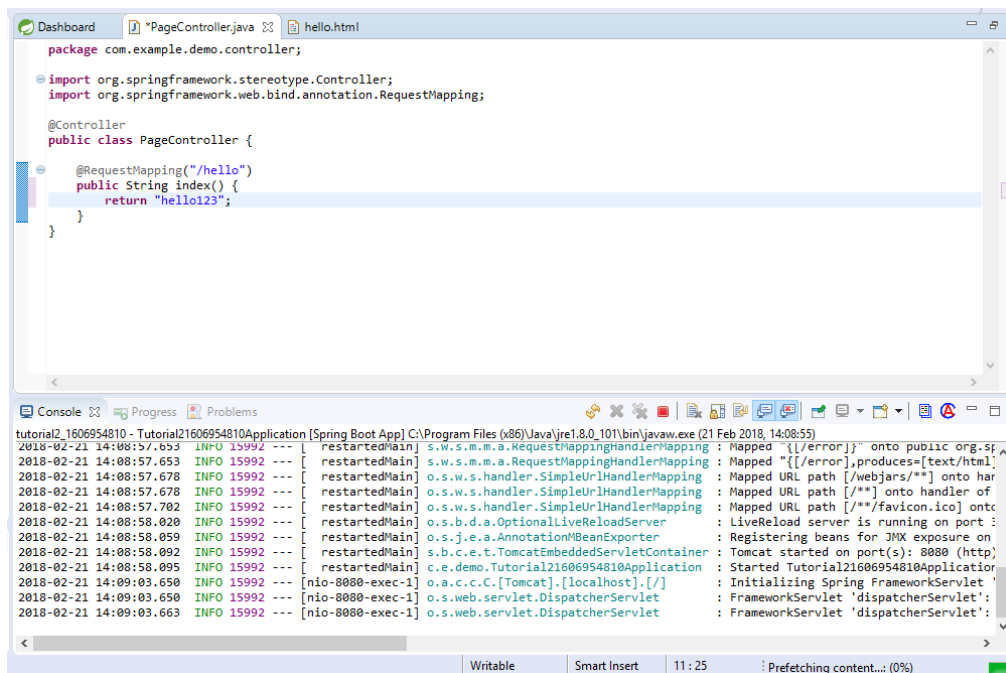 Dashboard *PageController.java hello.html
package com.example.demo.controller;
import org.springframework.stereotype.Controller;
import org.springframework.web.bind.annotation.RequestMapping;
@Controller
public class PageController {
@RequestMapping("/hello")
public String index() {
return "hello123";
}
}
Console Progress Problems
tutorial2_1606954810 - Tutorial21606954810Application [Spring Boot App] C:\Program Files (x86)\Java\jre1.8.0_101\bin\javaw.exe (21 Feb 2018, 14:08:55)
2018-02-21 14:08:57.653 INFO 15992 --- [ restartedMain] s.w.s.m.m.a.RequestMappingHandlerMapping : Mapped "{[/error]}" onto public org.sp
2018-02-21 14:08:57.653 INFO 15992 --- [ restartedMain] s.w.s.m.m.a.RequestMappingHandlerMapping : Mapped "{[/error],produces=[text/html]
2018-02-21 14:08:57.678 INFO 15992 --- [ restartedMain] o.s.w.s.handler.SimpleUrlHandlerMapping : Mapped URL path [/webjars/**] onto han
2018-02-21 14:08:57.678 INFO 15992 --- [ restartedMain] o.s.w.s.handler.SimpleUrlHandlerMapping : Mapped URL path [/**] onto handler of
2018-02-21 14:08:57.702 INFO 15992 --- [ restartedMain] o.s.w.s.handler.SimpleUrlHandlerMapping : Mapped URL path [/**/favicon.ico] onto
2018-02-21 14:08:58.020 INFO 15992 --- [ restartedMain] o.s.b.d.a.OptionalLiveReloadServer : LiveReload server is running on port 3
2018-02-21 14:08:58.059 INFO 15992 --- [ restartedMain] o.s.j.e.a.AnnotationMBeanExporter : Registering beans for JMX exposure on
2018-02-21 14:08:58.092 INFO 15992 --- [ restartedMain] s.b.c.e.t.TomcatEmbeddedServletContainer : Tomcat started on port(s): 8080 (http)
2018-02-21 14:08:58.095 INFO 15992 --- [ restartedMain] c.e.demo.Tutorial21606954810Application : Started Tutorial21606954810Application
2018-02-21 14:09:03.650 INFO 15992 --- [nio-8080-exec-1] o.a.c.c.C.[Tomcat].[localhost].[/] : Initializing Spring FrameworkServlet '
2018-02-21 14:09:03.650 INFO 15992 --- [nio-8080-exec-1] o.s.web.servlet.DispatcherServlet : FrameworkServlet 'dispatcherServlet':
2018-02-21 14:09:03.663 INFO 15992 --- [nio-8080-exec-1] o.s.web.servlet.DispatcherServlet : FrameworkServlet 'dispatcherServlet':
Writable Smart Insert 11 : 25 Prefetching content...: (0%)